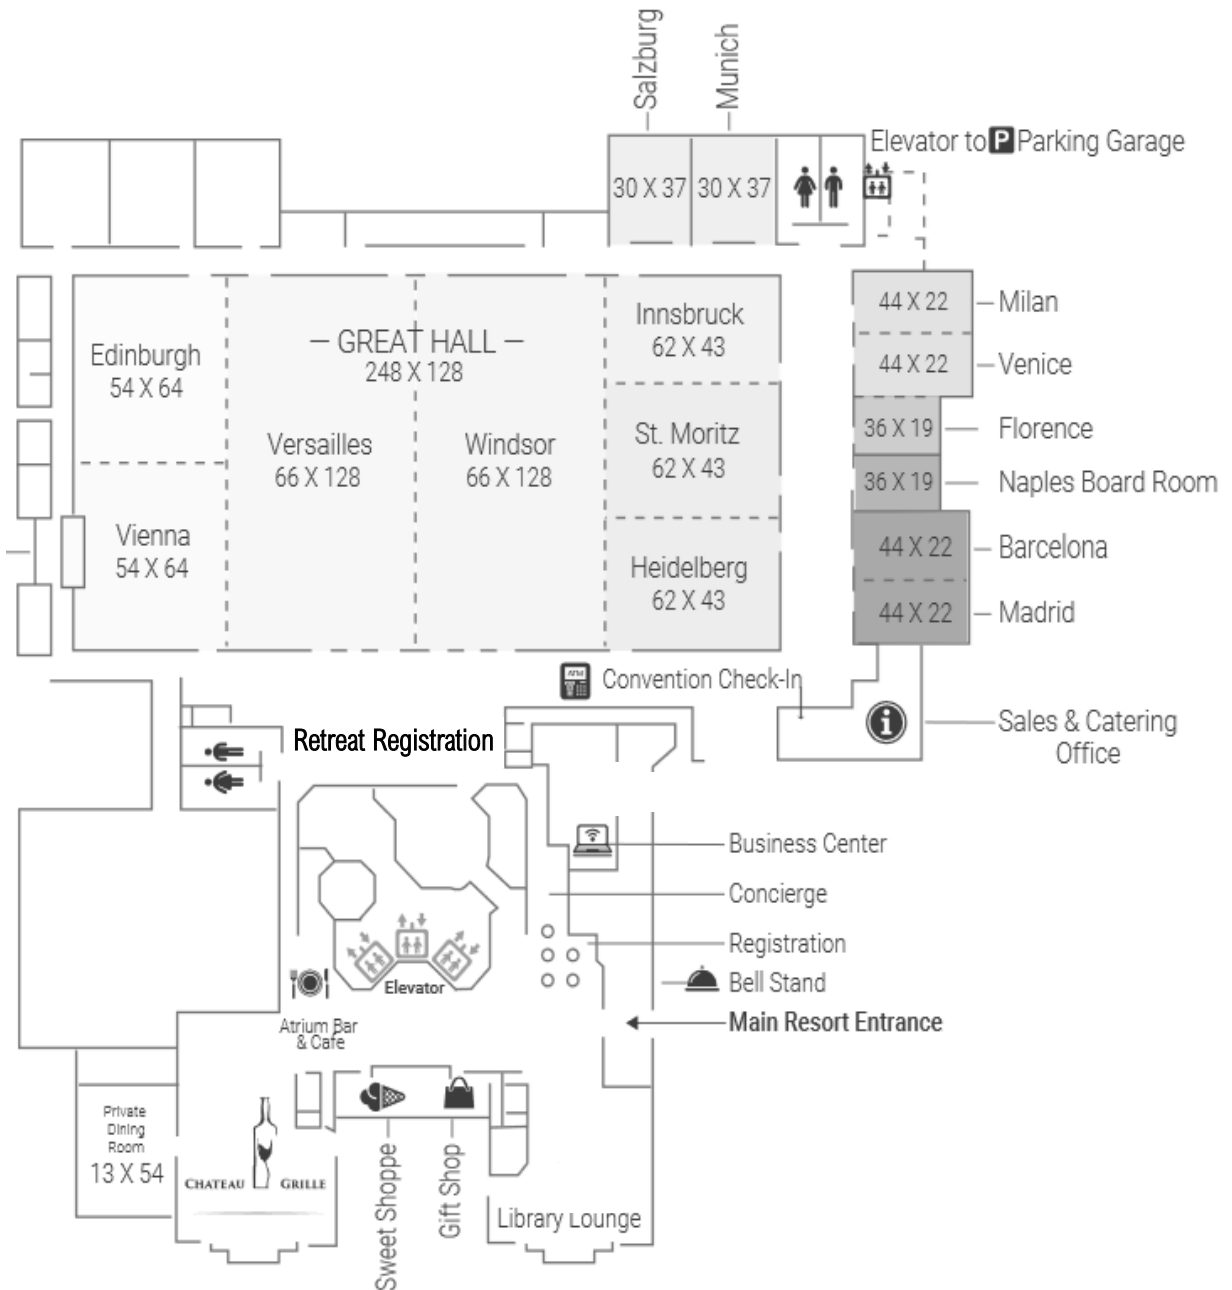 Salzburg
Munich
Elevator to P Parking Garage
30 X 37
30 X 37
44 X 22
Milan
Innsbruck
62 X 43
GREAT HALL
248 X 128
Edinburgh
54 X 64
44 X 22
Venice
Versailles
66 X 128
Windsor
66 X 128
St. Moritz
62 X 43
36 X 19
Florence
36 X 19
Naples Board Room
Vienna
54 X 64
44 X 22
Barcelona
Heidelberg
62 X 43
44 X 22
Madrid
ATM
Convention Check-In
Retreat Registration
i
Sales & Catering
Office
Business Center
Concierge
Registration
Bell Stand
Elevator
Main Resort Entrance
Atrium Bar
& Cafe
Private
Dining
Room
13 X 54
CHATEAU GRILLE
Sweet Shoppe
Gift Shop
Library Lounge